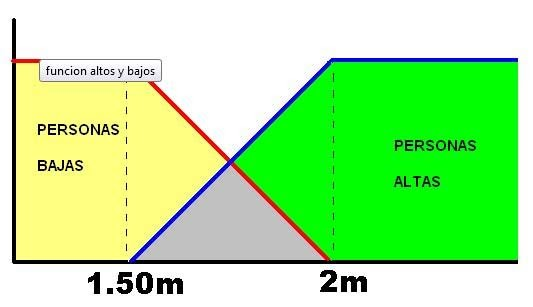 funcion altos y bajos
PERSONAS
BAJAS
PERSONAS
ALTAS
1.50m
2m